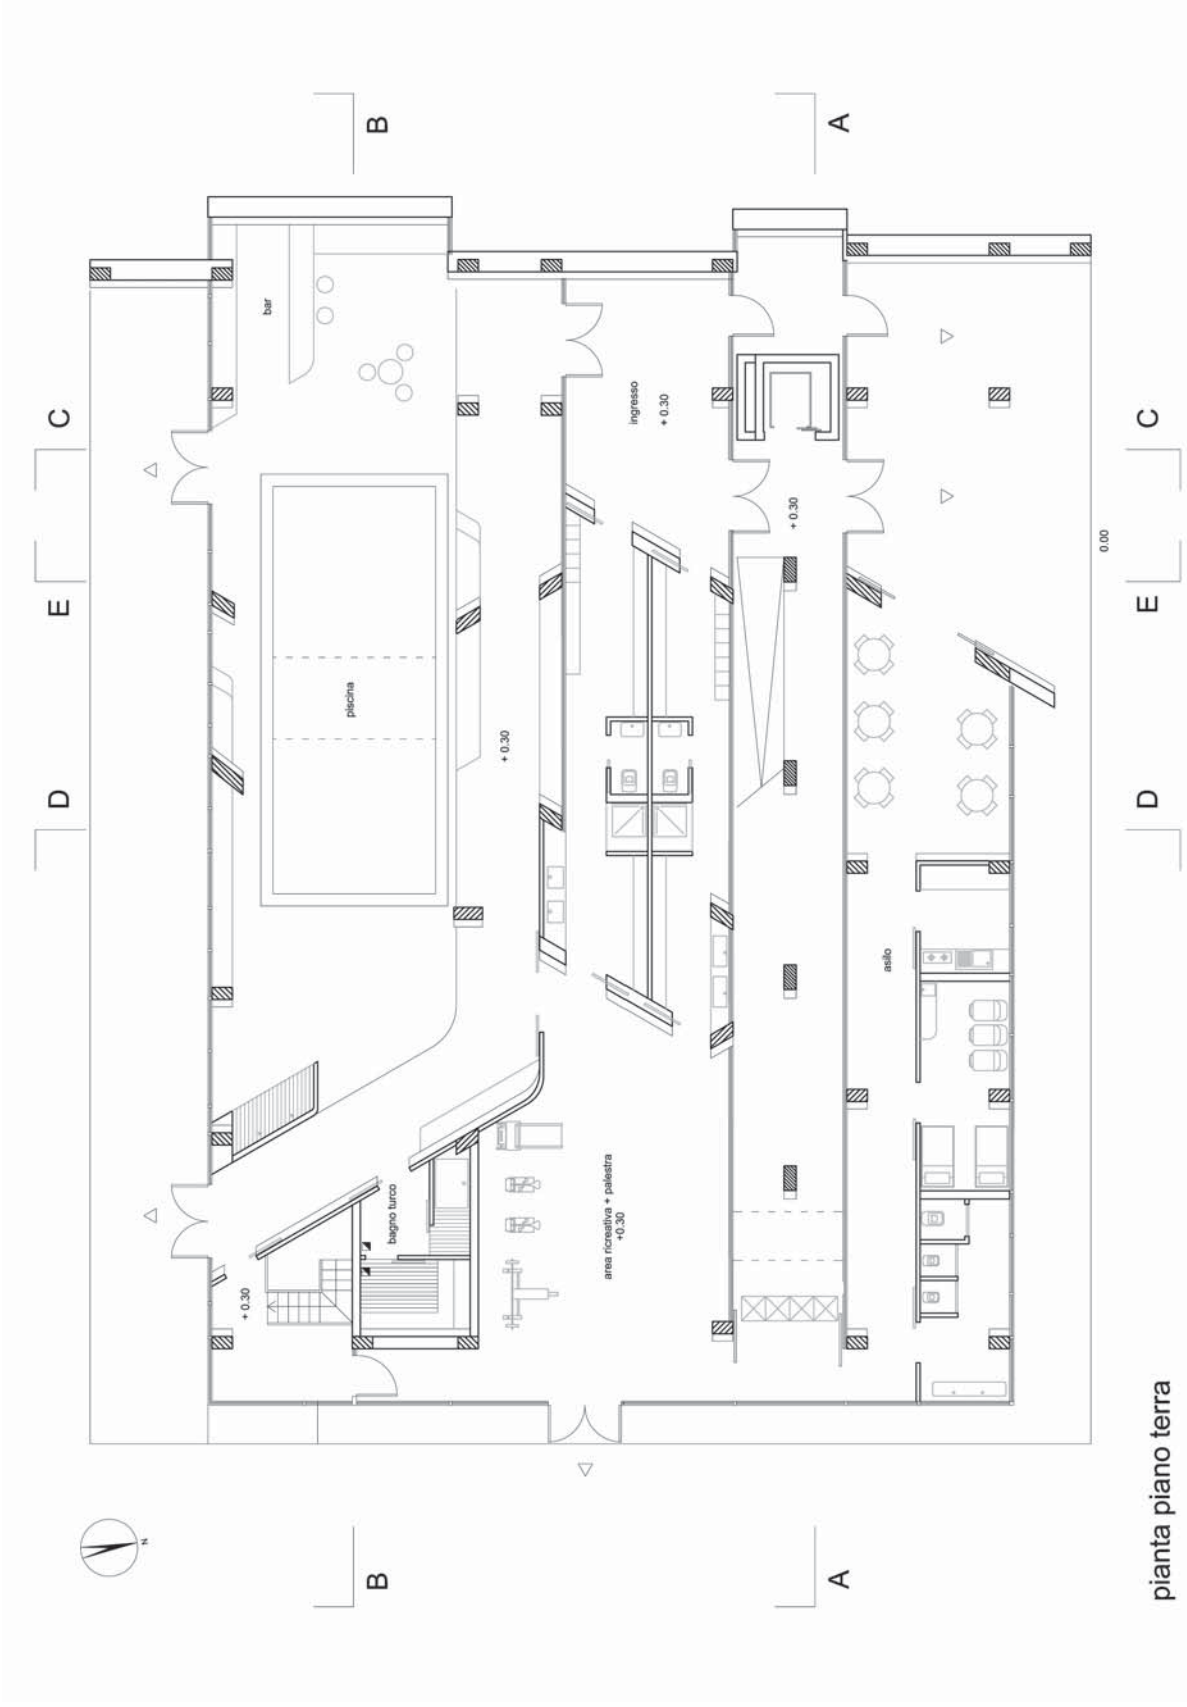 B
A
bar
C
C
ingresso
+ 0.30
+ 0.30
0.00
E
E
piscina
+ 0.30
D
D
asilo
bagno turco
area ricreativa + palestra
+0.30
+ 0.30
N
B
A
pianta piano terra